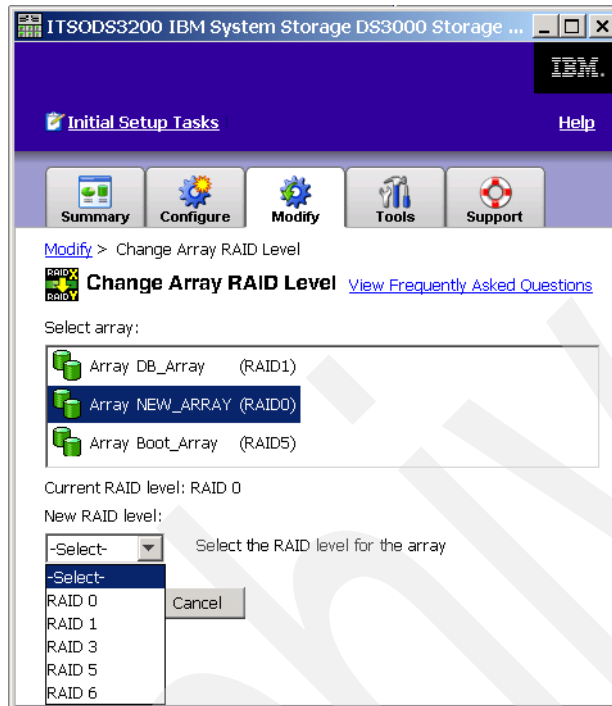 ITSODS3200 IBM System Storage DS3000 Storage ...
IBM.
Initial Setup Tasks Help
Summary Configure Modify Tools Support
Modify > Change Array RAID Level
RAIDX
RAIDY
Change Array RAID Level View Frequently Asked Questions
Select array:
Array DB_Array (RAID1)
Array NEW_ARRAY (RAID0)
Array Boot_Array (RAID5)
Current RAID level: RAID 0
New RAID level:
-Select- Select the RAID level for the array
-Select-
RAID 0 Cancel
RAID 1
RAID 3
RAID 5
RAID 6